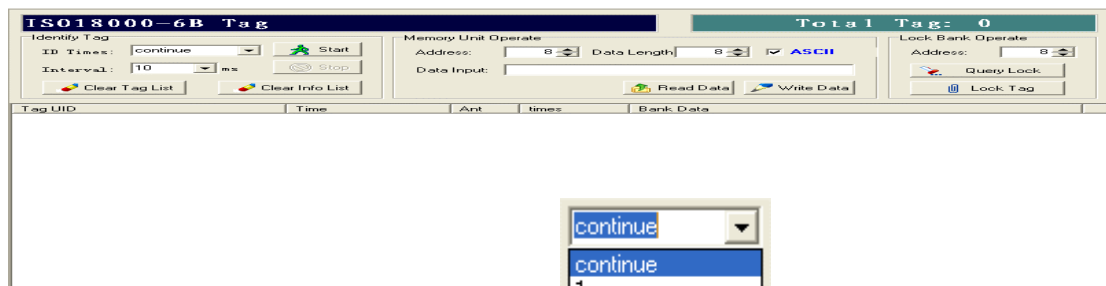 ISO18000-6B Tag
Total Tag: 0
Identify Tag
ID Times: continue Start
Interval: 10 ms Stop
Clear Tag List Clear Info List
Memory Unit Operate
Address: 8 Data Length 8 ASCII
Data Input:
Read Data Write Data
Lock Bank Operate
Address: 8
Query Lock
Lock Tag
Tag UID Time Ant times Bank Data
continue
continue